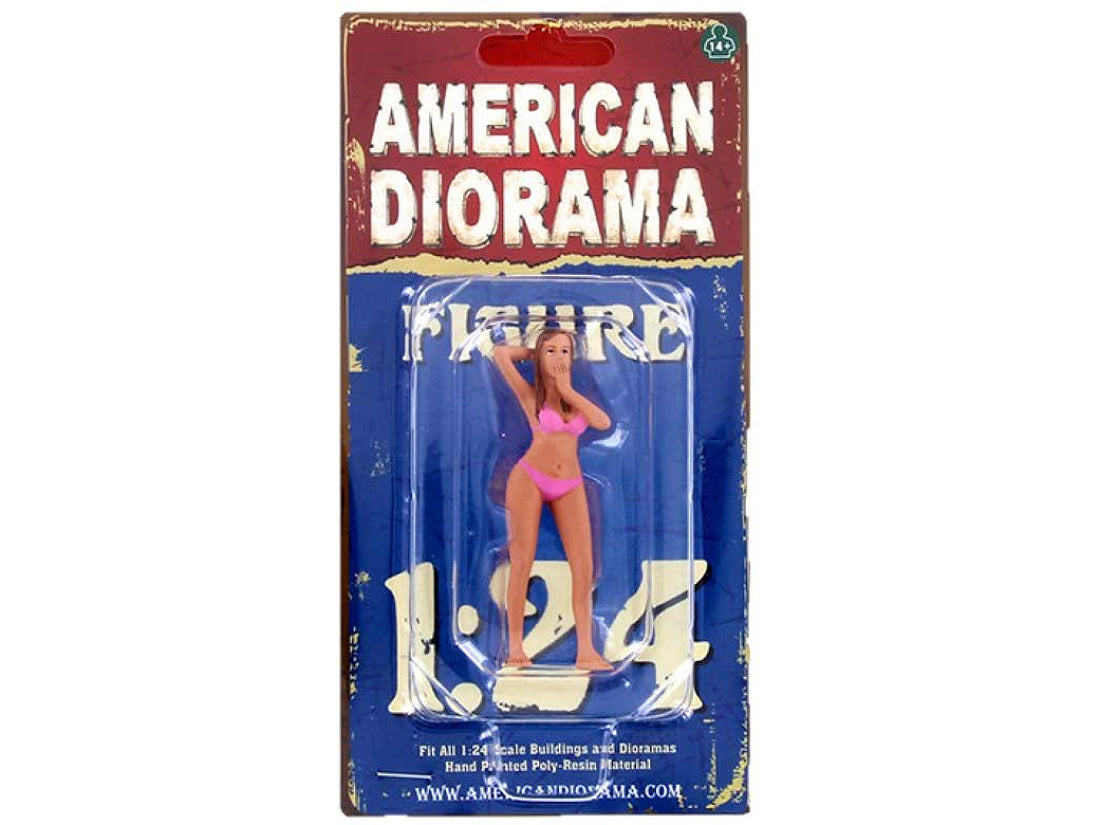 14+
AMERICAN
DIORAMA
FIGURE
1:24
Fit All 1:24 Scale Buildings and Dioramas
Hand Painted Poly-Resin Material
WWW.AMERICANDIORAMA.COM